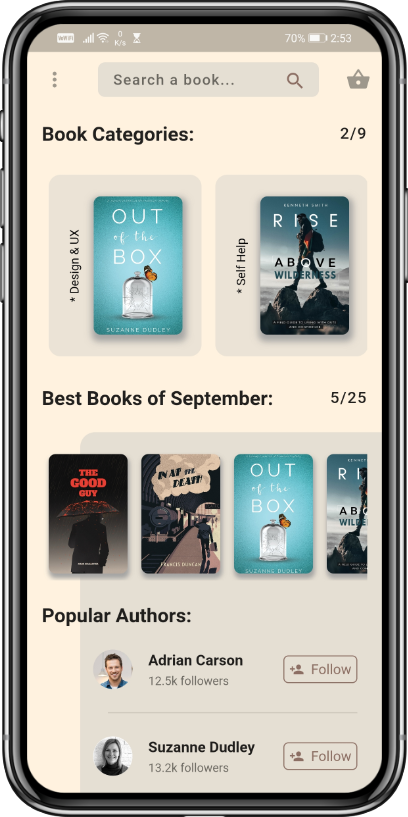 WiFi
0
K/s
70%
2:53
Search a book...
Book Categories:
2/9
* Design & UX
OUT
of the
BOX
SUZANNE DUDLEY
* Self Help
KENNETH SMITH
RISE
ABOVE
WILDERNESS
Best Books of September:
5/25
THE
GOOD
GUY
IN AT THE
DEATH!
FRANCIS DUNCAN
OUT
of the
BOX
SUZANNE DUDLEY
KENNET
RI
ABO
WILDE
Popular Authors:
Adrian Carson
12.5k followers
Follow
Suzanne Dudley
13.2k followers
Follow